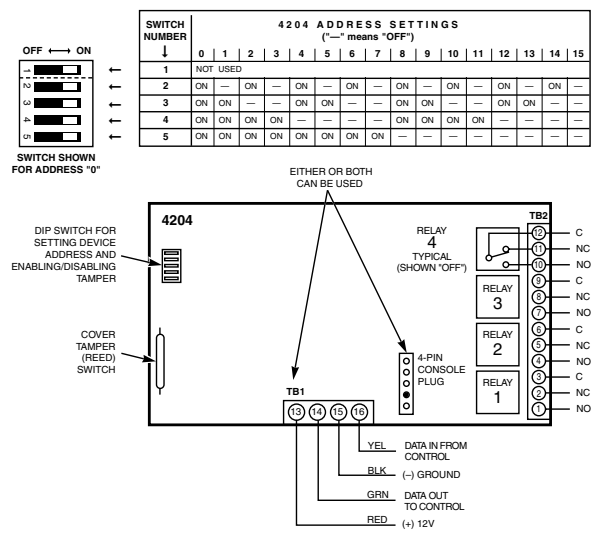 SWITCH NUMBER
4204 ADDRESS SETTINGS
("—" means "OFF")
0 1 2 3 4 5 6 7 8 9 10 11 12 13 14 15
1 NOT USED
2 ON — ON — ON — ON — ON — ON — ON — ON —
3 ON ON — — ON ON — — ON ON — — ON ON — —
4 ON ON ON ON — — — — ON ON ON ON — — — —
5 ON ON ON ON ON ON ON ON — — — — — — — —
OFF ON
1
2
3
4
5
SWITCH SHOWN
FOR ADDRESS "0"
EITHER OR BOTH
CAN BE USED
4204
DIP SWITCH FOR
SETTING DEVICE
ADDRESS AND
ENABLING/DISABLING
TAMPER
COVER
TAMPER
(REED)
SWITCH
RELAY
4
TYPICAL
(SHOWN "OFF")
RELAY
3
RELAY
2
RELAY
1
TB2
12 C
11 NC
10 NO
9 C
8 NC
7 NO
6 C
5 NC
4 NO
3 C
2 NC
1 NO
4-PIN
CONSOLE
PLUG
TB1
13 14 15 16
YEL DATA IN FROM
CONTROL
BLK (–) GROUND
GRN DATA OUT
TO CONTROL
RED (+) 12V